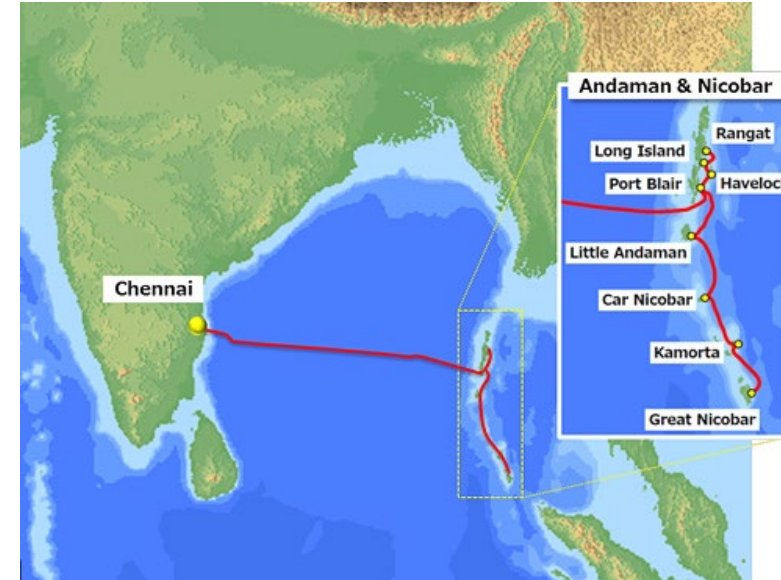 Andaman & Nicobar
Rangat
Long Island
Port Blair
Haveloc
Little Andaman
Chennai
Car Nicobar
Kamorta
Great Nicobar